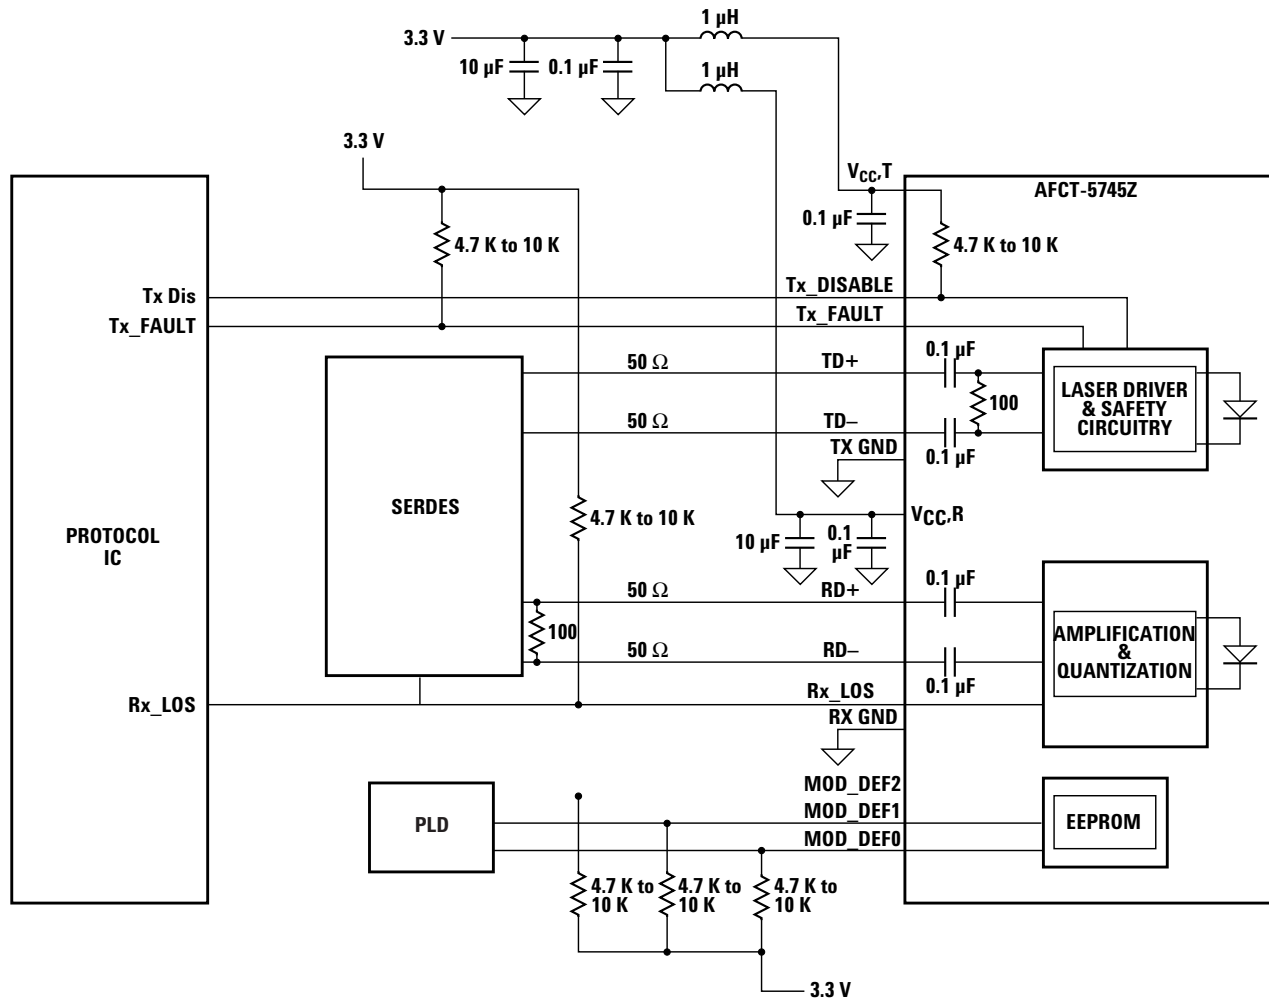 1 µH
3.3 V
10 µF
0.1 µF
1 µH
3.3 V
VCC,T
AFCT-5745Z
0.1 µF
4.7 K to 10 K
4.7 K to 10 K
Tx Dis
Tx_DISABLE
Tx_FAULT
Tx_FAULT
0.1 µF
50 Ω
TD+
LASER DRIVER
& SAFETY
CIRCUITRY
100
50 Ω
TD–
0.1 µF
TX GND
SERDES
4.7 K to 10 K
VCC,R
PROTOCOL
IC
10 µF
0.1
µF
0.1 µF
50 Ω
RD+
100
AMPLIFICATION
&
QUANTIZATION
50 Ω
RD–
0.1 µF
Rx_LOS
Rx_LOS
RX GND
MOD_DEF2
MOD_DEF1
MOD_DEF0
PLD
EEPROM
4.7 K to
10 K
4.7 K to
10 K
4.7 K to
10 K
3.3 V